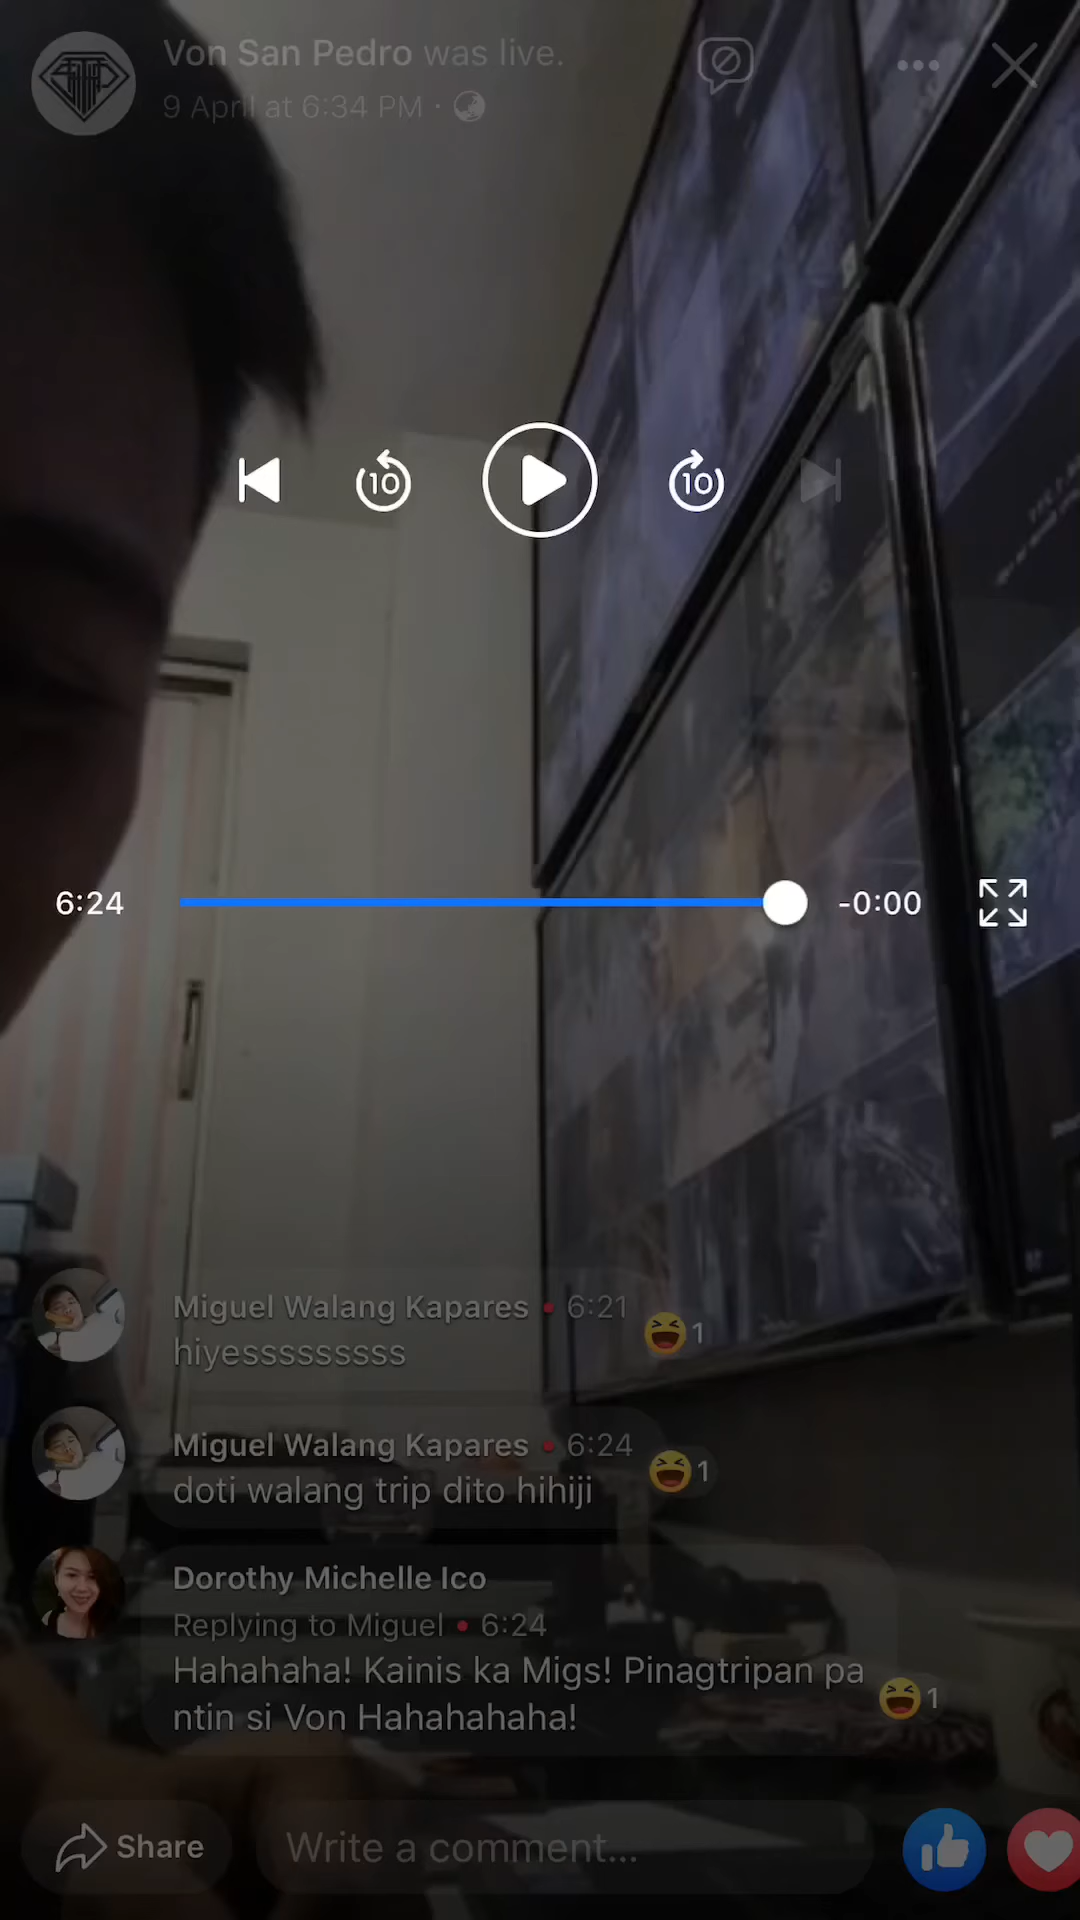 Von San Pedro was live.
9 April at 6:34 PM ·
10
10
6:24
-0:00
Miguel Walang Kapares • 6:21
hiyesssssssss
1
Miguel Walang Kapares • 6:24
doti walang trip dito hihiji
1
Dorothy Michelle Ico
Replying to Miguel • 6:24
Hahahaha! Kainis ka Migs! Pinagtripan pa
ntin si Von Hahahahaha!
1
Share
Write a comment...